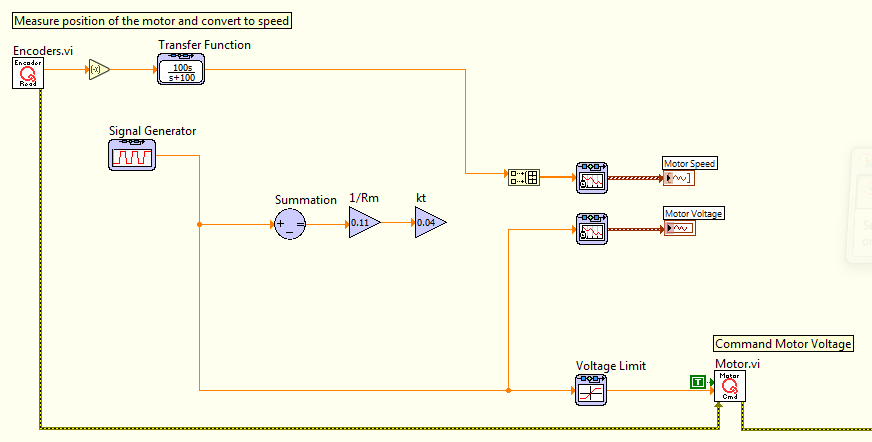 Measure position of the motor and convert to speed
Encoders.vi
Encoder
Read
Transfer Function
100s
s+100
Signal Generator
Summation
1/Rm
0.11
kt
0.04
Motor Speed
Motor Voltage
Command Motor Voltage
Voltage Limit
Motor.vi
T
Motor
Cmd